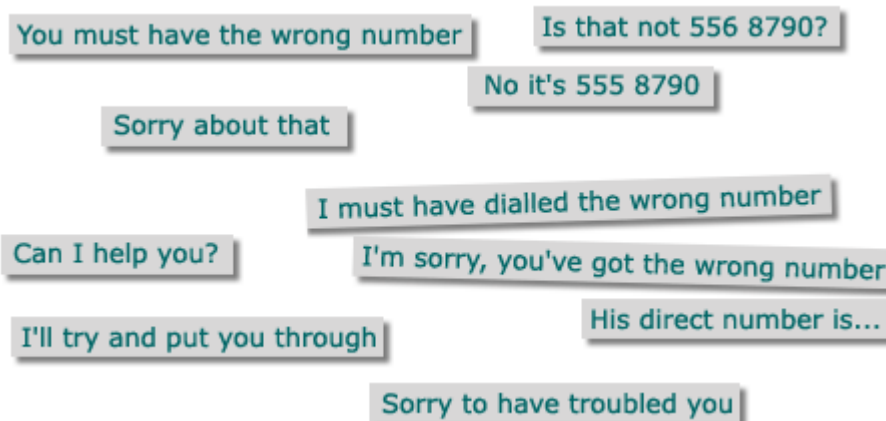 You must have the wrong number
Is that not 556 8790?
No it's 555 8790
Sorry about that
I must have dialled the wrong number
Can I help you?
I'm sorry, you've got the wrong number
His direct number is...
I'll try and put you through
Sorry to have troubled you